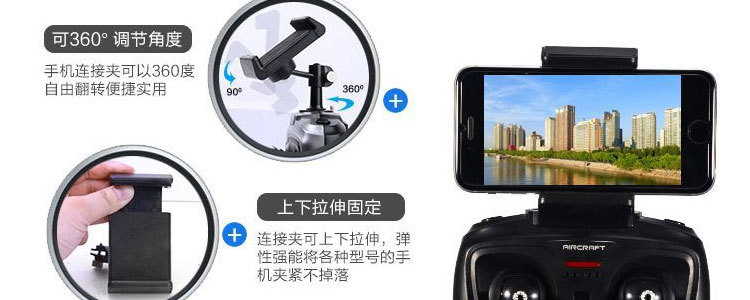 可360° 调节角度
手机连接夹可以360度
自由翻转便捷实用
90°
360°
上下拉伸固定
连接夹可上下拉伸，弹
性强能将各种型号的手
机夹紧不掉落
AIRCRAFT